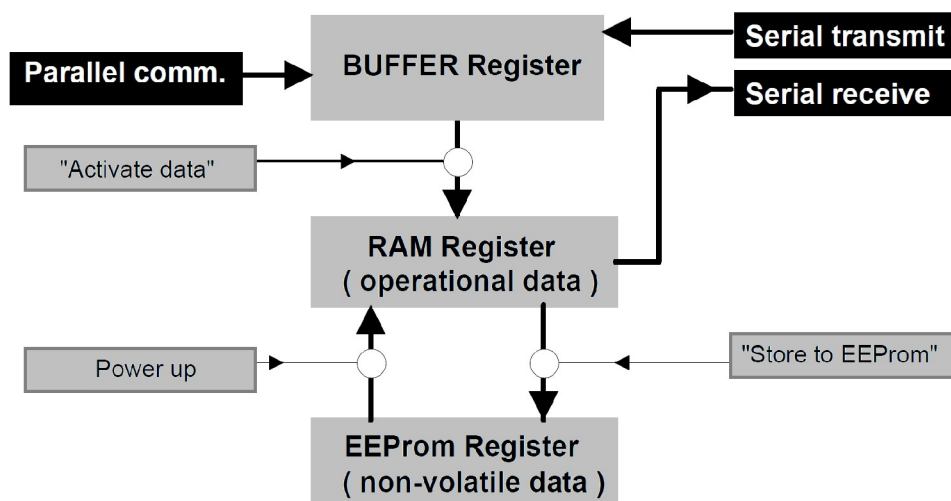 Serial transmit
Parallel comm.
BUFFER Register
Serial receive
"Activate data"
RAM Register
( operational data )
Power up
"Store to EEProm"
EEProm Register
( non-volatile data )